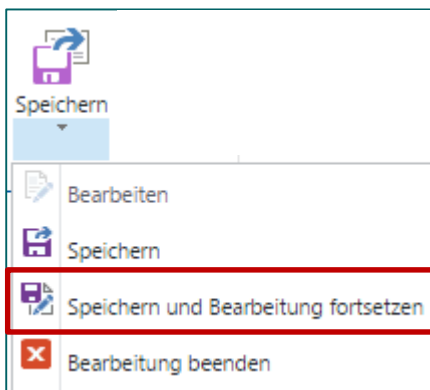 Speichern
Bearbeiten
Speichern
Speichern und Bearbeitung fortsetzen
Bearbeitung beenden